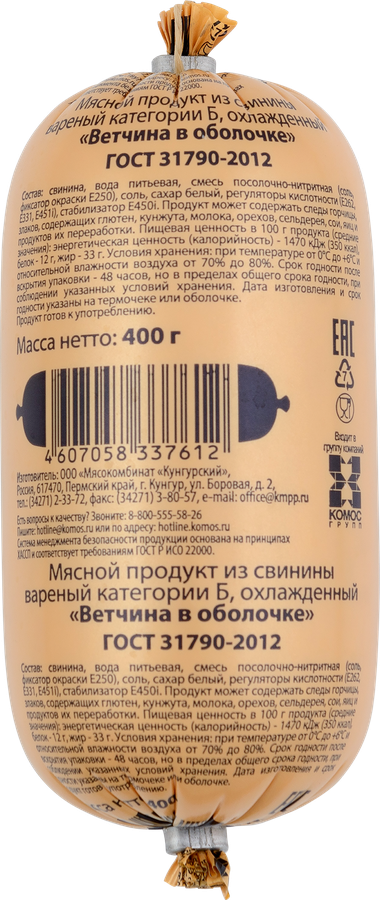 Мясной продукт из свинины
вареный категории Б, охлажденный
«Ветчина в оболочке»
ГОСТ 31790-2012
Состав: свинина, вода питьевая, смесь посолочно-нитритная (соль,
фиксатор окраски Е250), соль, сахар белый, регуляторы кислотности (Е262,
Е331, Е451i), стабилизатор Е450i. Продукт может содержать следы горчицы,
злаков, содержащих глютен, кунжута, молока, орехов, сельдерея, сои, яиц и
продуктов их переработки. Пищевая ценность в 100 г продукта (средние
значения): энергетическая ценность (калорийность) - 1470 кДж (350 ккал),
белок - 12 г, жир - 33 г. Условия хранения: при температуре от 0°С до +6°С и
относительной влажности воздуха от 70% до 80%. Срок годности после
вскрытия упаковки - 48 часов, но в пределах общего срока годности, при
соблюдении указанных условий хранения. Дата изготовления и срок
годности указаны на термочеке или оболочке.
Продукт готов к употреблению.
Масса нетто: 400 г
ЕАС
7
4 607058 337612
Входит в
группу компаний
КОМОС
ГРУПП
Изготовитель: ООО «Мясокомбинат «Кунгурский»,
Россия, 617470, Пермский край, г. Кунгур, ул. Боровая, д. 2,
тел.: (34271) 2-33-72, факс: (34271) 3-80-57, e-mail: office@kmpp.ru
Есть вопросы к качеству? Звоните: 8-800-555-58-26
Пишите: hotline@komos.ru или по адресу: hotline.komos.ru
Система менеджмента безопасности продукции основана на принципах
ХАССП и соответствует требованиям ГОСТ Р ИСО 22000.
Мясной продукт из свинины
вареный категории Б, охлажденный
«Ветчина в оболочке»
ГОСТ 31790-2012
Состав: свинина, вода питьевая, смесь посолочно-нитритная (соль,
фиксатор окраски Е250), соль, сахар белый, регуляторы кислотности (Е262,
Е331, Е451i), стабилизатор Е450i. Продукт может содержать следы горчицы,
злаков, содержащих глютен, кунжута, молока, орехов, сельдерея, сои, яиц и
продуктов их переработки. Пищевая ценность в 100 г продукта (средние
значения): энергетическая ценность (калорийность) - 1470 кДж (350 ккал),
белок - 12 г, жир - 33 г. Условия хранения: при температуре от 0°С до +6°С и
относительной влажности воздуха от 70% до 80%. Срок годности после
вскрытия упаковки - 48 часов, но в пределах общего срока годности, при
соблюдении указанных условий хранения. Дата изготовления и срок
годности указаны на термочеке или оболочке.
400